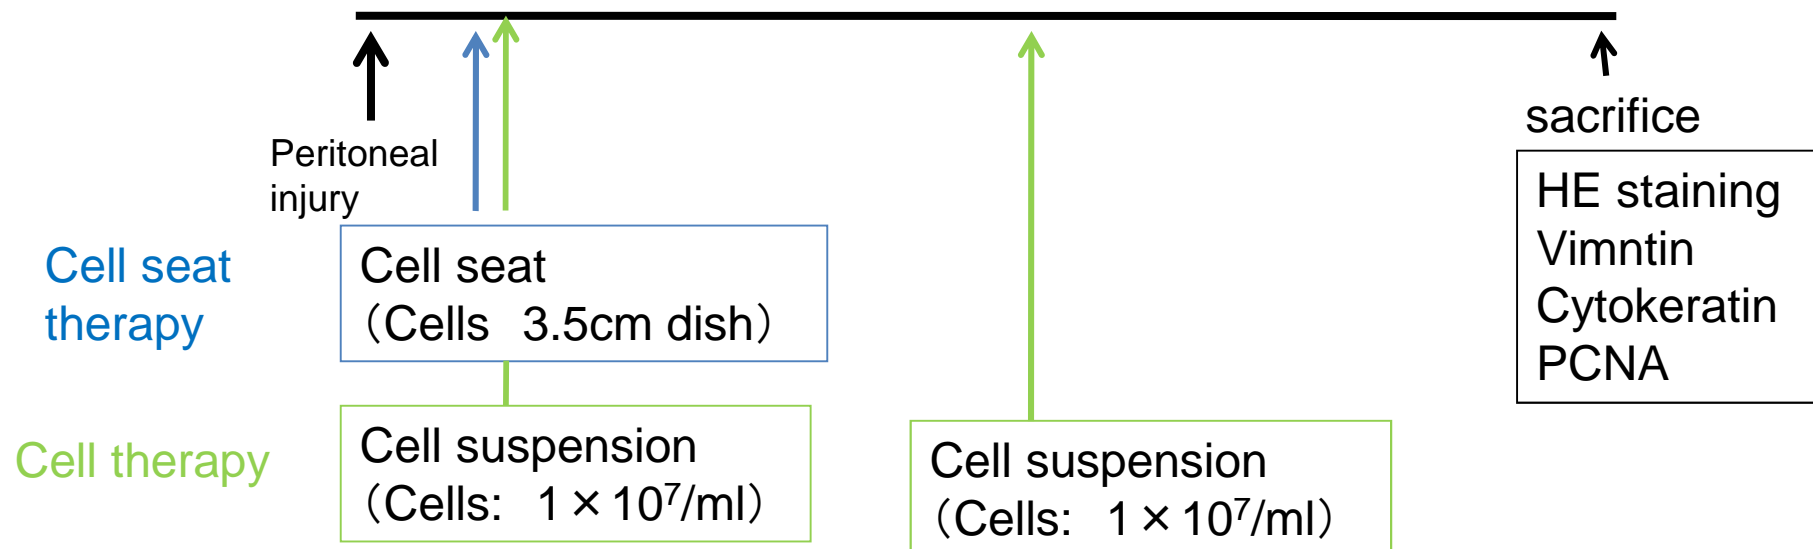 Peritoneal
injury
sacrifice
HE staining
Vimntin
Cytokeratin
PCNA
Cell seat
therapy
Cell seat
（Cells　3.5cm dish）
Cell therapy
Cell suspension
（Cells:　1×10⁷/ml）
Cell suspension
（Cells:　1×10⁷/ml）